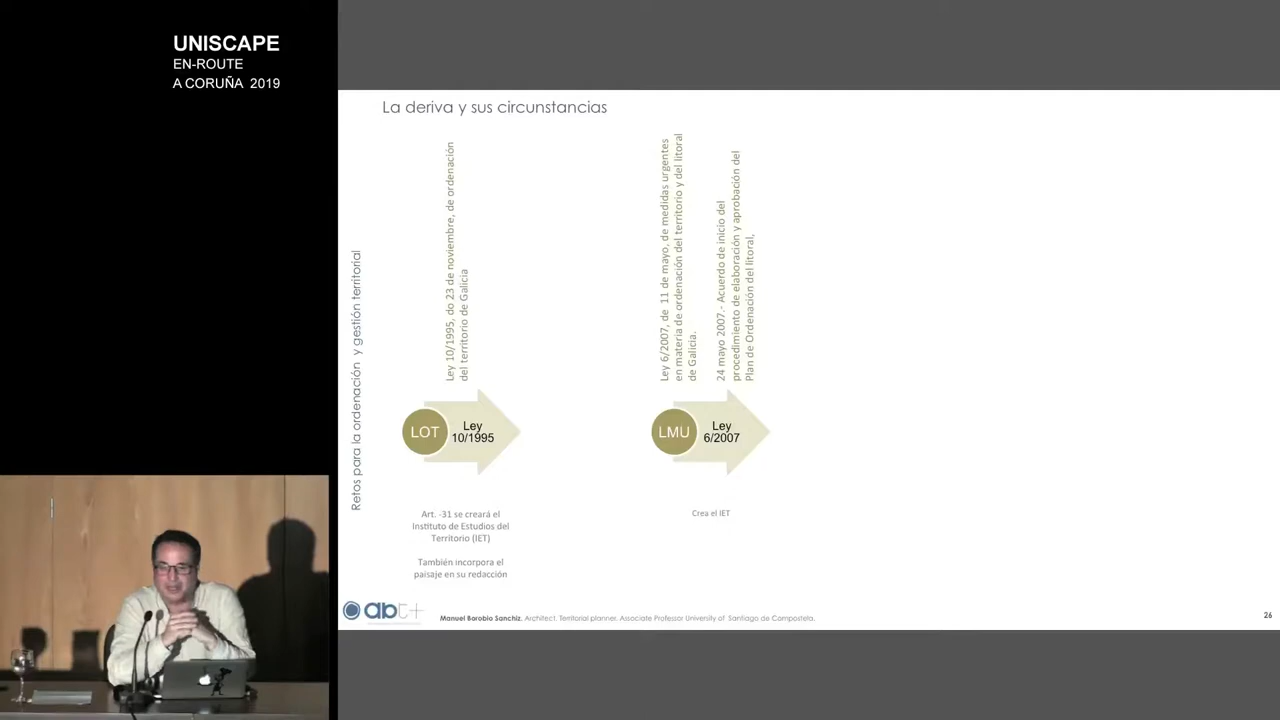 UNISCAPE
EN-ROUTE
A CORUÑA 2019
La deriva y sus circunstancias
Retos para la ordenación y gestión territorial
Ley 10/1995, do 23 de noviembre, de ordenación
del territorio de Galicia
Ley 6/2007, de 11 de mayo, de medidas urgentes
en materia de ordenación del territorio y del litoral
de Galicia.
24 mayo 2007.- Acuerdo de inicio del
procedimiento de elaboración y aprobación del
Plan de Ordenación del litoral,
LOT
Ley
10/1995
LMU
Ley
6/2007
Art. -31 se creará el
Instituto de Estudios del
Territorio (IET)
También incorpora el
paisaje en su redacción
Crea el IET
abt+
Manuel Borobio Sanchiz. Architect. Territorial planner. Associate Professor University of Santiago de Compostela.
26